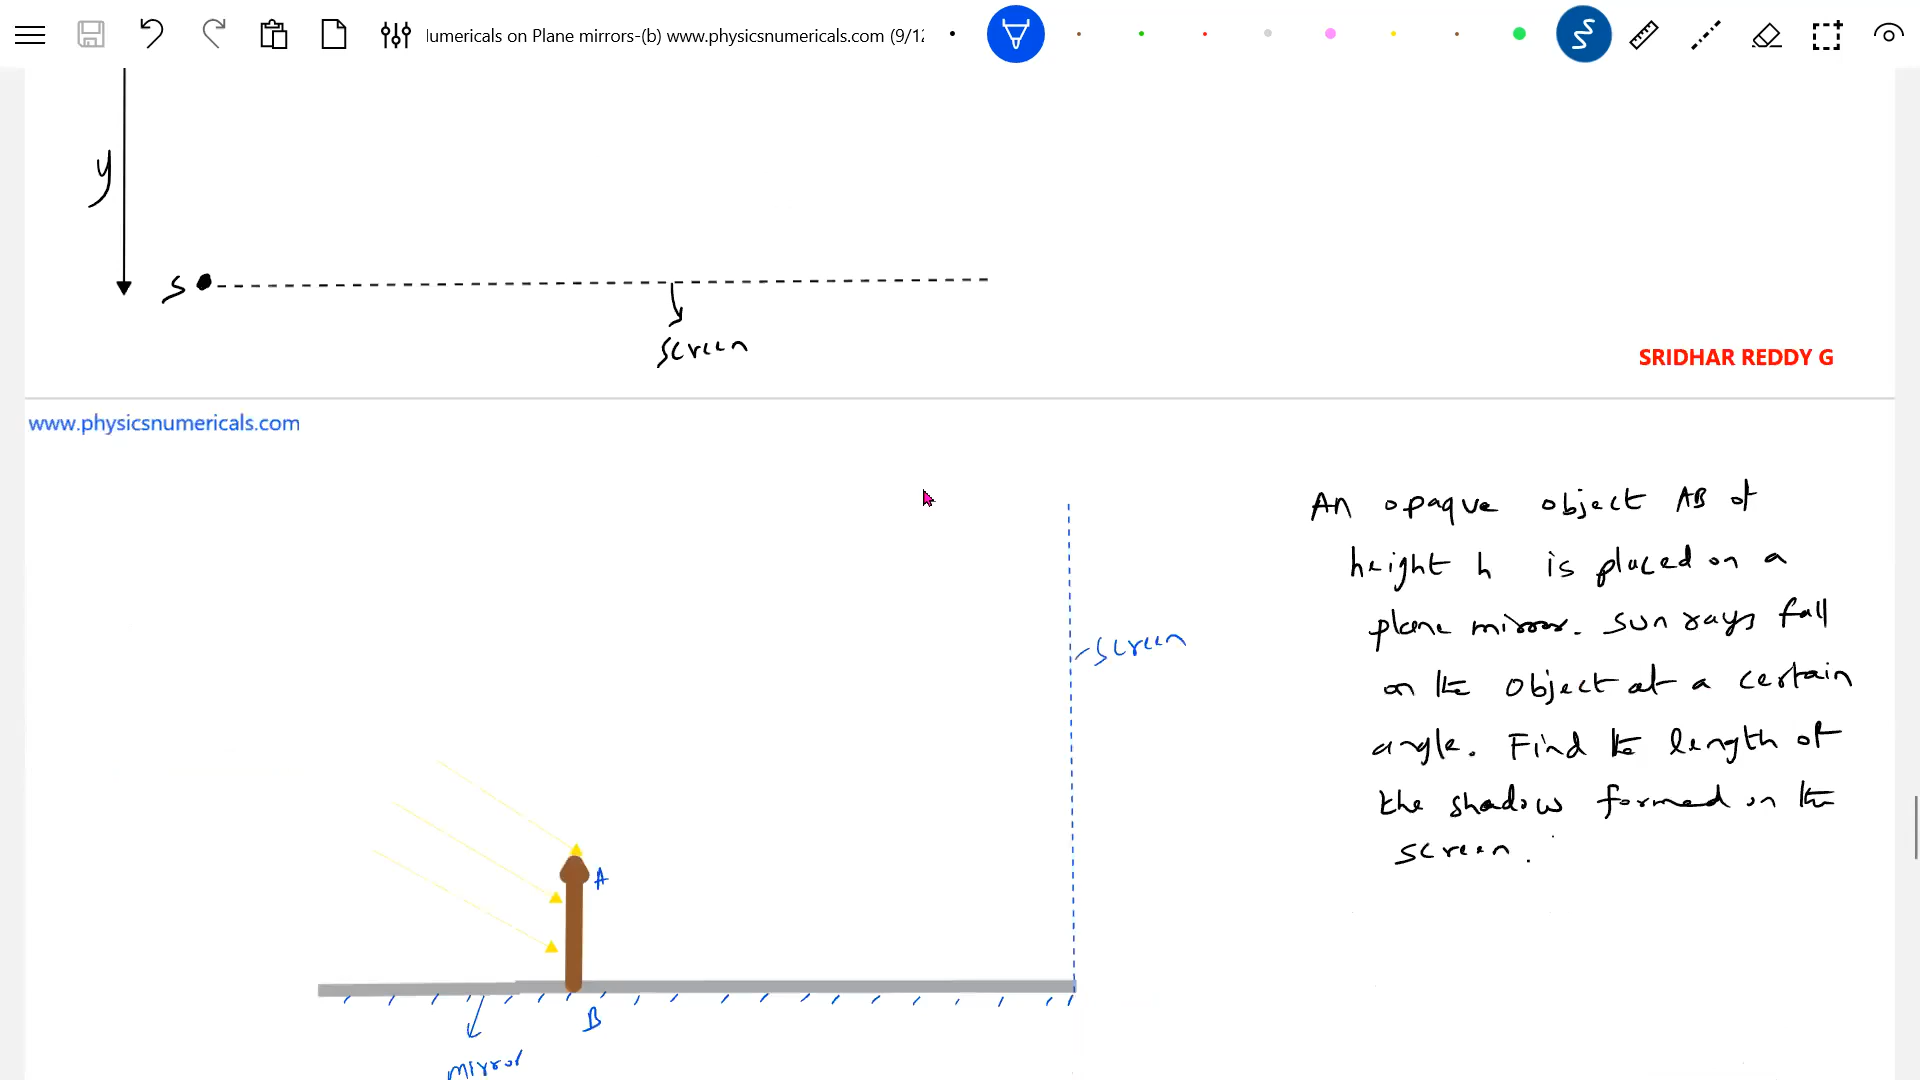 lumericals on Plane mirrors-(b) www.physicsnumericals.com (9/12
y
S
screen
SRIDHAR REDDY G
www.physicsnumericals.com
An opaque object AB of
height h is placed on a
plane mirror. Sun rays fall
on the object at a certain
angle. Find the length of
the shadow formed on the
screen.
screen
A
B
mirror